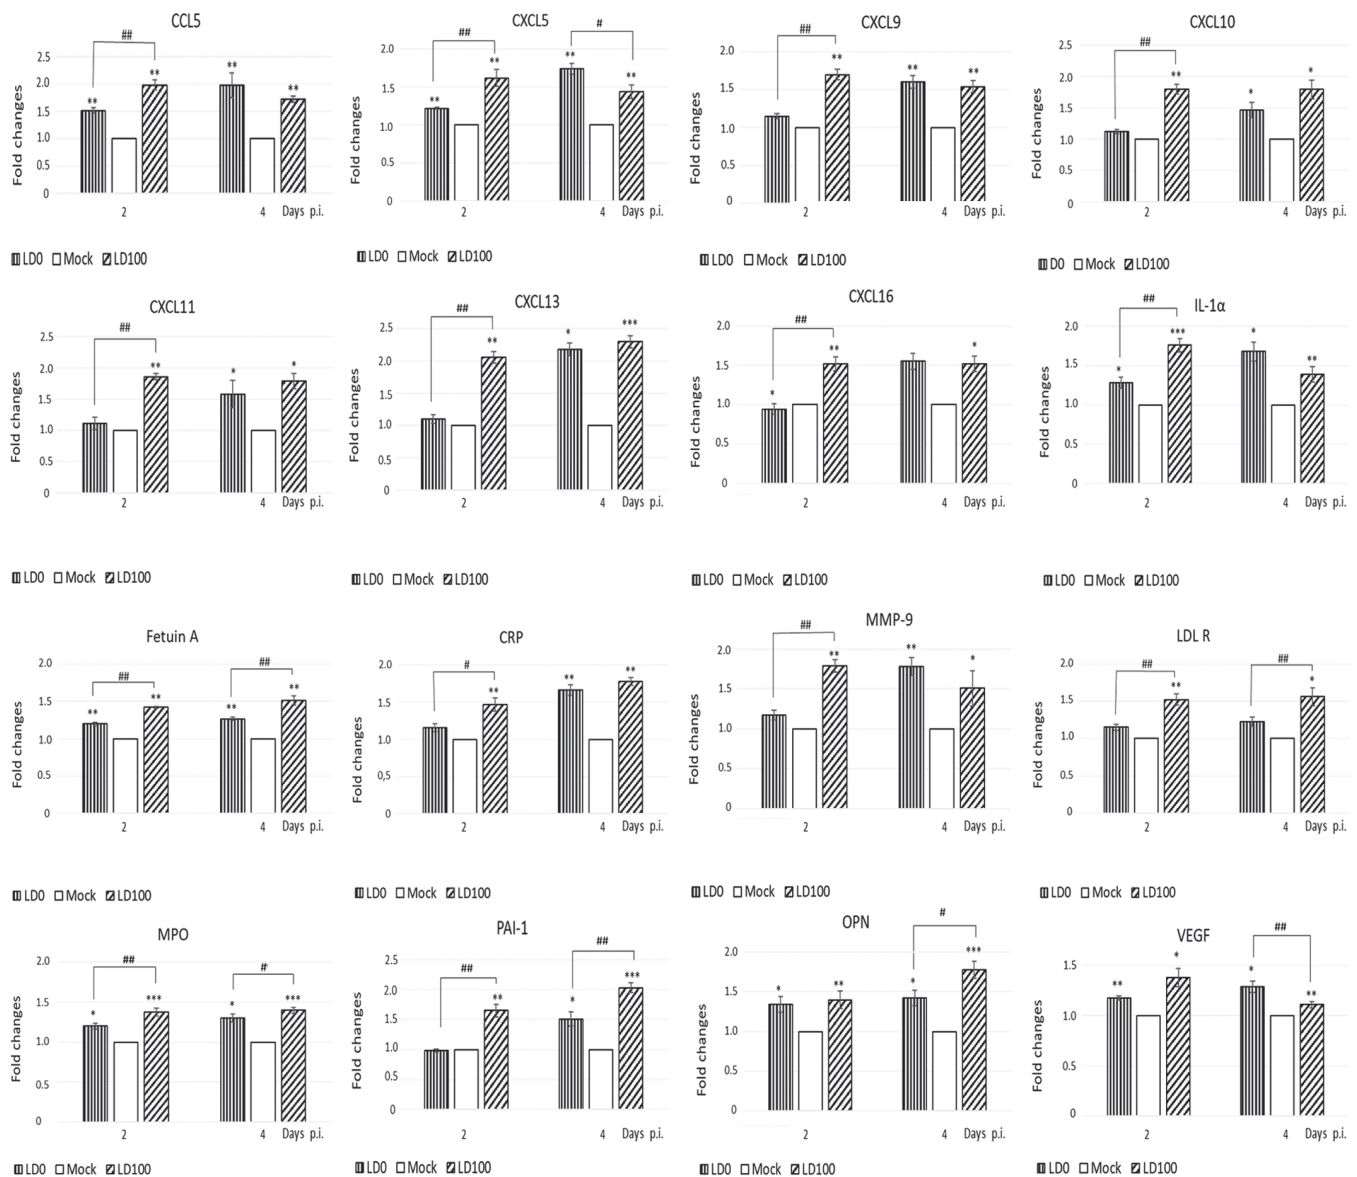 CCL5
##
** ** ** **
Fold changes
2.5
2.0
1.5
1.0
0.5
0
2 4 Days p.i.
LD0 Mock LD100
CXCL5
## #
** ** ** **
Fold changes
2.0
1.5
1.0
0.5
0
2 4 Days p.i.
LD0 Mock LD100
CXCL9
##
** ** **
Fold changes
2.0
1.5
1.0
0.5
0
2 4 Days p.i.
LD0 Mock LD100
CXCL10
##
** * *
Fold changes
2.5
2.0
1.5
1.0
0.5
0
2 4 Days p.i.
D0 Mock LD100
CXCL11
##
** * *
Fold changes
2.5
2.0
1.5
1.0
0.5
0
2 4 Days p.i.
LD0 Mock LD100
CXCL13
##
** * ***
Fold changes
2.5
2.0
1.5
1.0
0.5
0
2 4 Days p.i.
LD0 Mock LD100
CXCL16
##
* ** *
Fold changes
2.0
1.5
1.0
0.5
0
2 4 Days p.i.
LD0 Mock LD100
IL-1α
##
* *** * **
Fold changes
2.0
1.5
1.0
0.5
0
2 4 Days p.i.
LD0 Mock LD100
Fetuin A
## ##
** ** ** **
Fold changes
2.0
1.5
1.0
0.5
0
2 4 Days p.i.
LD0 Mock LD100
CRP
#
** ** **
Fold changes
2.0
1.5
1.0
0,5
0
2 4 Days p.i.
LD0 Mock LD100
MMP-9
##
** ** *
Fold changes
2.0
1.5
1.0
0.5
0
2 4 Days p.i.
LD0 Mock LD100
LDL R
## ##
** *
Fold changes
2.0
1.5
1.0
0.5
0
2 4 Days p.i.
LD0 Mock LD100
MPO
## #
* *** * ***
Fold changes
2.0
1.5
1.0
0.5
0
2 4 Days p.i.
LD0 Mock LD100
PAI-1
## ##
** * ***
Fold changes
2.5
2.0
1.5
1.0
0.5
0
2 4 Days p.i.
LD0 Mock LD100
OPN
#
* ** * ***
Fold changes
2.0
1.5
1.0
0.5
0
2 4 Days p.i.
LD0 Mock LD100
VEGF
##
** * * **
Fold changes
1.5
1.0
0.5
0
2 4 Days p.i.
LD0 Mock LD100